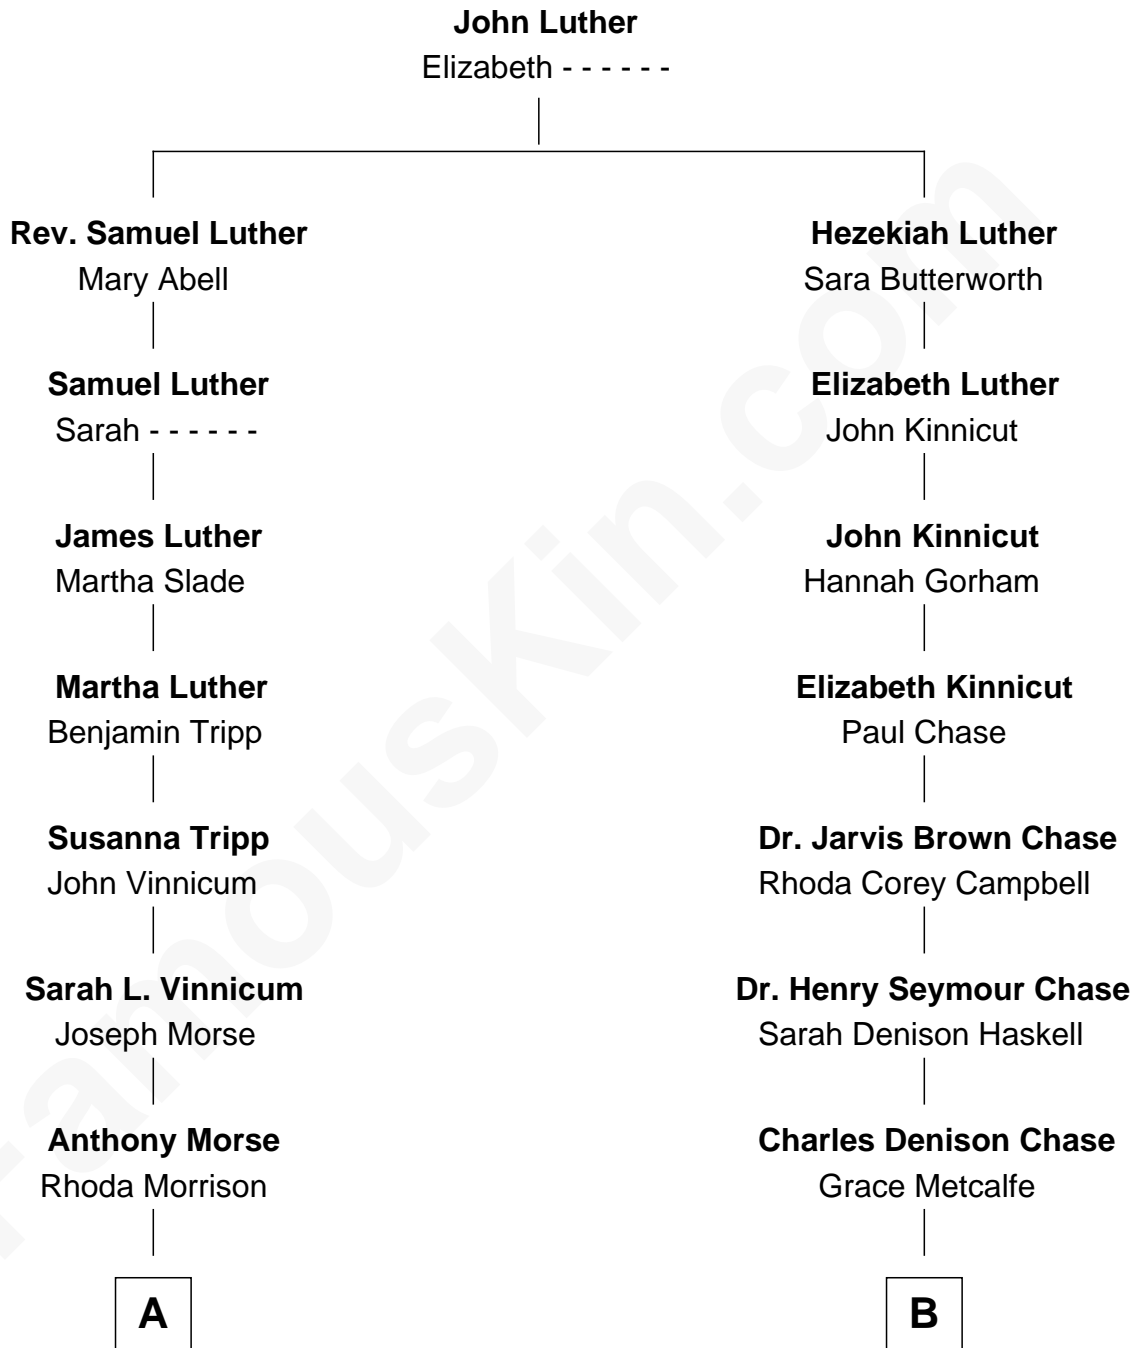 John Luther
Elizabeth - - - - - -
Rev. Samuel Luther
Mary Abell
Hezekiah Luther
Sara Butterworth
Samuel Luther
Sarah - - - - - -
Elizabeth Luther
John Kinnicut
James Luther
Martha Slade
John Kinnicut
Hannah Gorham
Martha Luther
Benjamin Tripp
Elizabeth Kinnicut
Paul Chase
Susanna Tripp
John Vinnicum
Dr. Jarvis Brown Chase
Rhoda Corey Campbell
Sarah L. Vinnicum
Joseph Morse
Dr. Henry Seymour Chase
Sarah Denison Haskell
Anthony Morse
Rhoda Morrison
Charles Denison Chase
Grace Metcalfe
A
B
FamousKin.com